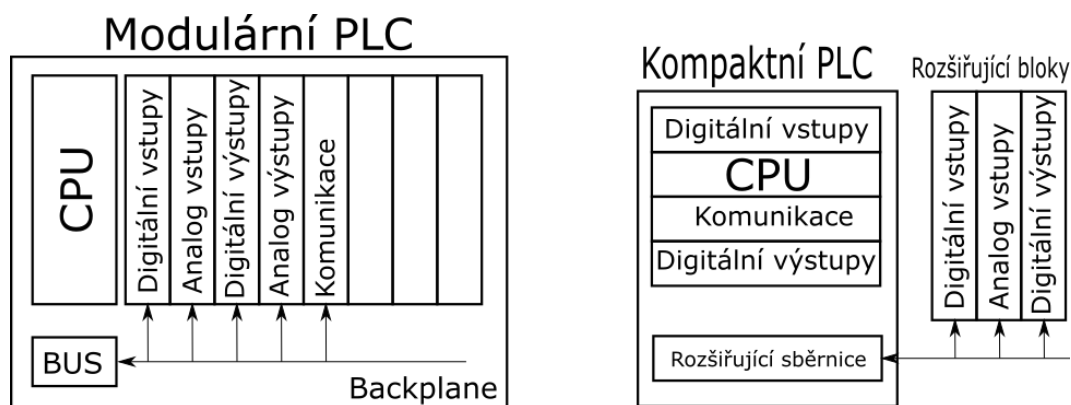 Modulární PLC
CPU
Digitální vstupy
Analog vstupy
Digitální výstupy
Analog výstupy
Komunikace
BUS
Backplane
Kompaktní PLC
Digitální vstupy
CPU
Komunikace
Digitální výstupy
Rozšiřující sběrnice
Rozšiřující bloky
Digitální vstupy
Analog vstupy
Digitální výstupy